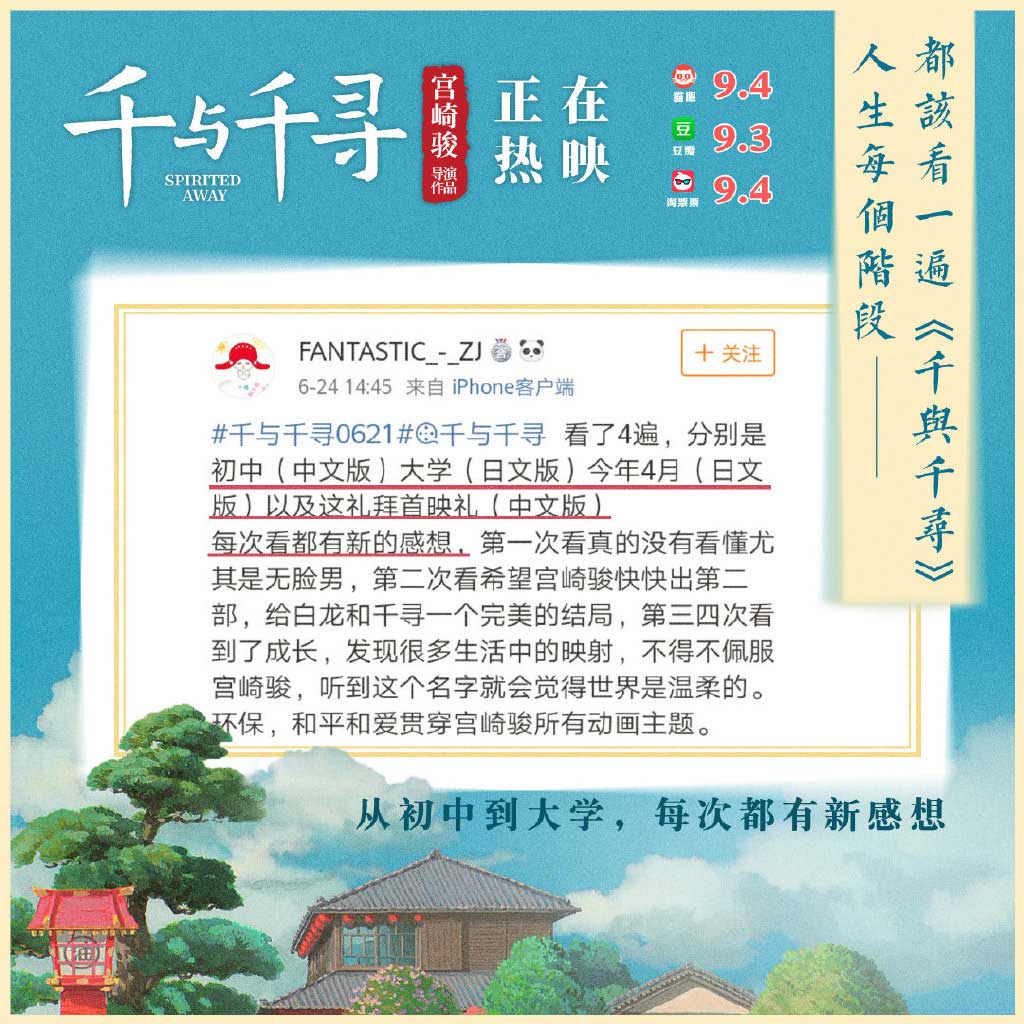 千与千寻
SPIRITED
AWAY
宫崎骏
导演
作品
正在
热映
猫眼 9.4
豆瓣 9.3
淘票票 9.4
人生每個階段——
都該看一遍《千與千尋》
FANTASTIC_-_ZJ
+ 关注
6-24 14:45 来自 iPhone客户端
#千与千寻0621#千与千寻 看了4遍，分别是
初中（中文版）大学（日文版）今年4月（日文
版）以及这礼拜首映礼（中文版）
每次看都有新的感想，第一次看真的没有看懂尤
其是无脸男，第二次看希望宫崎骏快快出第二
部，给白龙和千寻一个完美的结局，第三四次看
到了成长，发现很多生活中的映射，不得不佩服
宫崎骏，听到这个名字就会觉得世界是温柔的。
环保，和平和爱贯穿宫崎骏所有动画主题。
从初中到大学，每次都有新感想